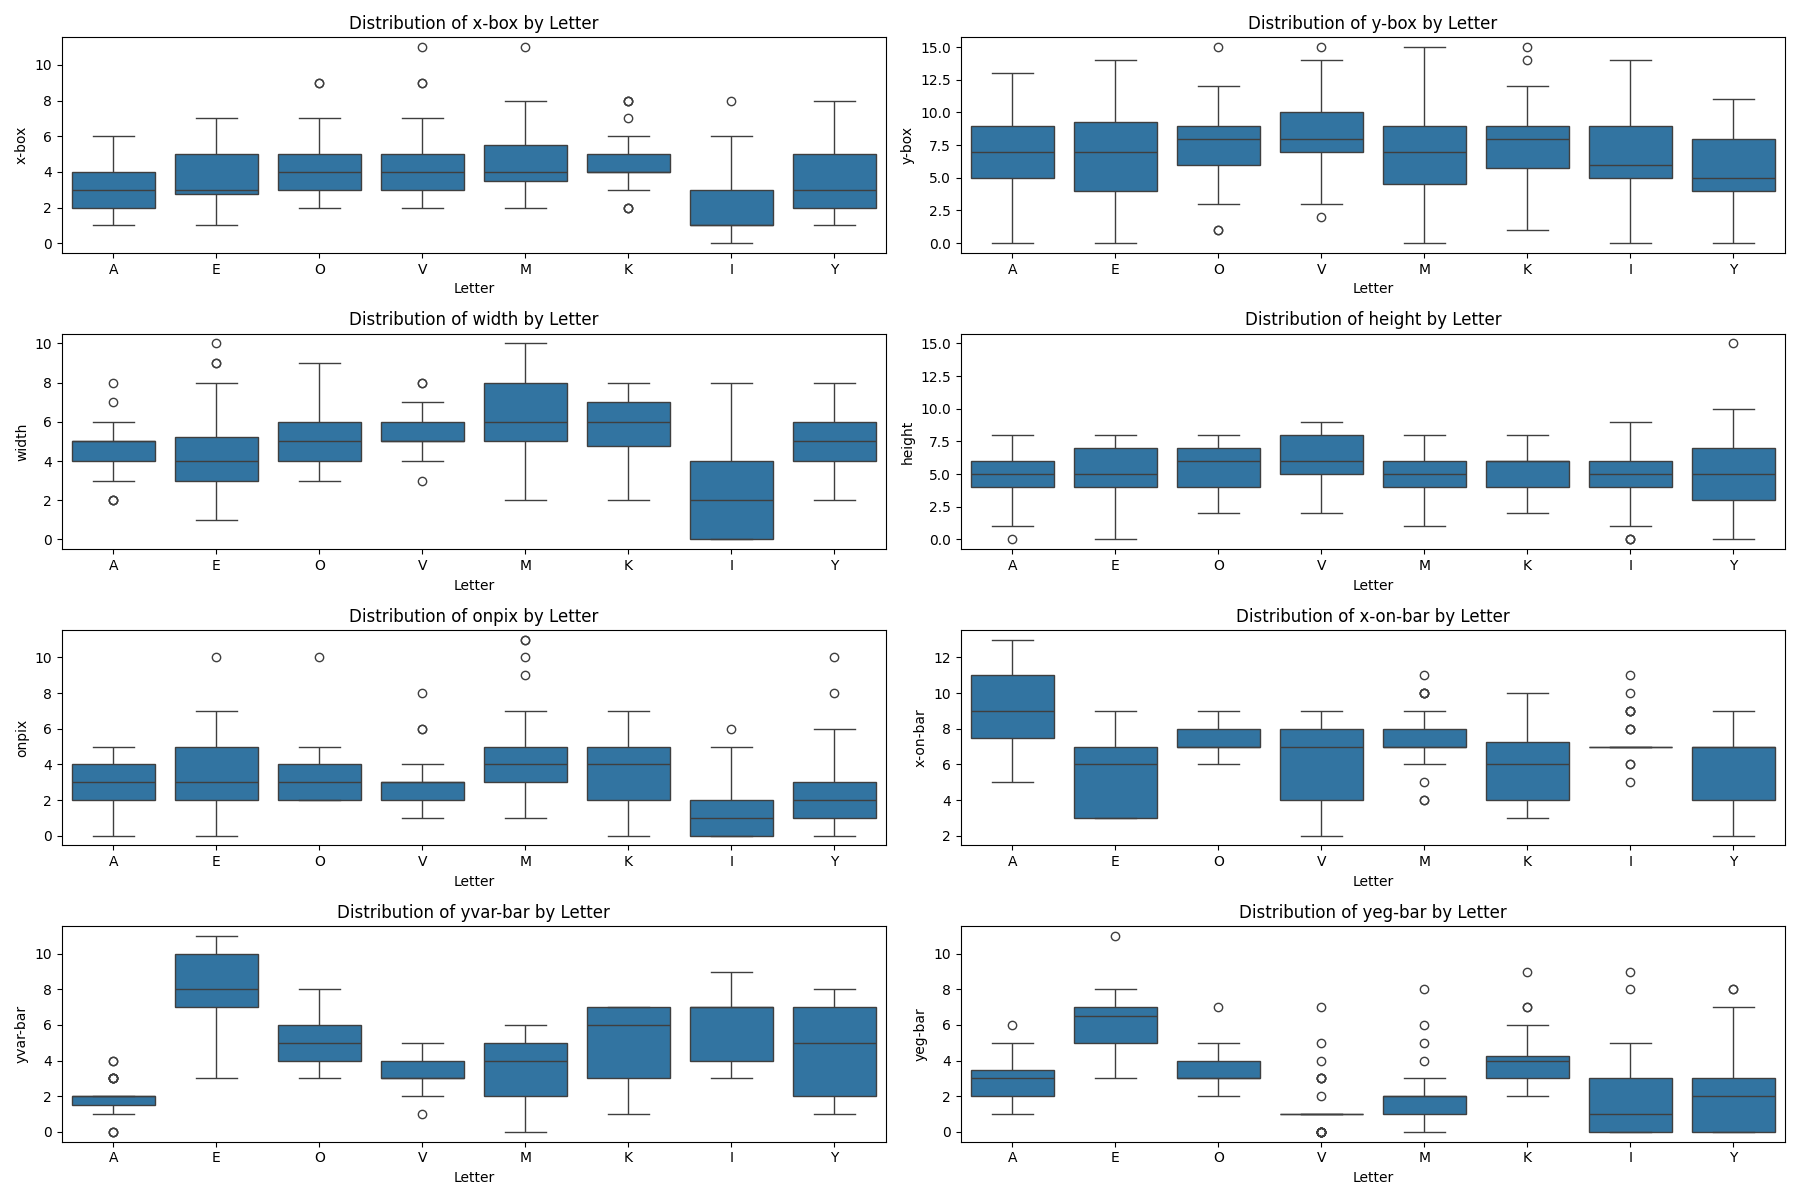 Distribution of x-box by Letter
x-box
10
8
6
4
2
0
A E O V M K I Y
Letter
Distribution of y-box by Letter
y-box
15.0
12.5
10.0
7.5
5.0
2.5
0.0
A E O V M K I Y
Letter
Distribution of width by Letter
width
10
8
6
4
2
0
A E O V M K I Y
Letter
Distribution of height by Letter
height
15.0
12.5
10.0
7.5
5.0
2.5
0.0
A E O V M K I Y
Letter
Distribution of onpix by Letter
onpix
10
8
6
4
2
0
A E O V M K I Y
Letter
Distribution of x-on-bar by Letter
x-on-bar
12
10
8
6
4
2
A E O V M K I Y
Letter
Distribution of yvar-bar by Letter
yvar-bar
10
8
6
4
2
0
A E O V M K I Y
Letter
Distribution of yeg-bar by Letter
yeg-bar
10
8
6
4
2
0
A E O V M K I Y
Letter